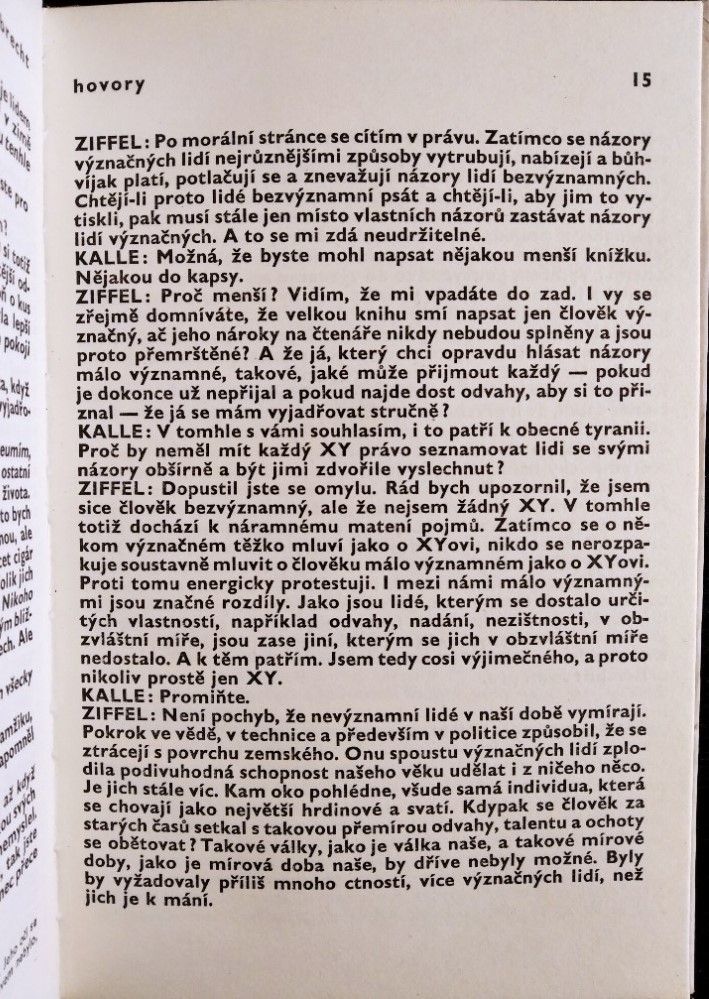 brecht
hovory
15
ZIFFEL: Po morální stránce se cítím v právu. Zatímco se názory
význačných lidí nejrůznějšími způsoby vytrubují, nabízejí a bůh-
víjak platí, potlačují se a znevažují názory lidí bezvýznamných.
Chtějí-li proto lidé bezvýznamní psát a chtějí-li, aby jim to vy-
tiskli, pak musí stále jen místo vlastních názorů zastávat názory
lidí význačných. A to se mi zdá neudržitelné.
KALLE: Možná, že byste mohl napsat nějakou menší knížku.
Nějakou do kapsy.
ZIFFEL: Proč menší? Vidím, že mi vpadáte do zad. I vy se
zřejmě domníváte, že velkou knihu smí napsat jen člověk vý-
značný, ač jeho nároky na čtenáře nikdy nebudou splněny a jsou
proto přemrštěné? A že já, který chci opravdu hlásat názory
málo významné, takové, jaké může přijmout každý — pokud
je dokonce už nepřijal a pokud najde dost odvahy, aby si to při-
znal — že já se mám vyjadřovat stručně?
KALLE: V tomhle s vámi souhlasím, i to patří k obecné tyranii.
Proč by neměl mít každý XY právo seznamovat lidi se svými
názory obšírně a být jimi zdvořile vyslechnut?
ZIFFEL: Dopustil jste se omylu. Rád bych upozornil, že jsem
sice člověk bezvýznamný, ale že nejsem žádný XY. V tomhle
totiž dochází k náramnému matení pojmů. Zatímco se o ně-
kom význačném těžko mluví jako o XYovi, nikdo se nerozpa-
kuje soustavně mluvit o člověku málo významném jako o XYovi.
Proti tomu energicky protestuji. I mezi námi málo významný-
mi jsou značné rozdíly. Jako jsou lidé, kterým se dostalo urči-
tých vlastností, například odvahy, nadání, nezištnosti, v ob-
zvláštní míře, jsou zase jiní, kterým se jich v obzvláštní míře
nedostalo. A k těm patřím. Jsem tedy cosi výjimečného, a proto
nikoliv prostě jen XY.
KALLE: Promiňte.
ZIFFEL: Není pochyb, že nevýznamní lidé v naší době vymírají.
Pokrok ve vědě, v technice a především v politice způsobil, že se
ztrácejí s povrchu zemského. Onu spoustu význačných lidí zplo-
dila podivuhodná schopnost našeho věku udělat i z ničeho něco.
Je jich stále víc. Kam oko pohlédne, všude samá individua, která
se chovají jako největší hrdinové a svatí. Kdypak se člověk za
starých časů setkal s takovou přemírou odvahy, talentu a ochoty
se obětovat? Takové války, jako je válka naše, a takové mírové
doby, jako je mírová doba naše, by dříve nebyly možné. Byly
by vyžadovaly příliš mnoho ctností, více význačných lidí, než
jich je k mání.